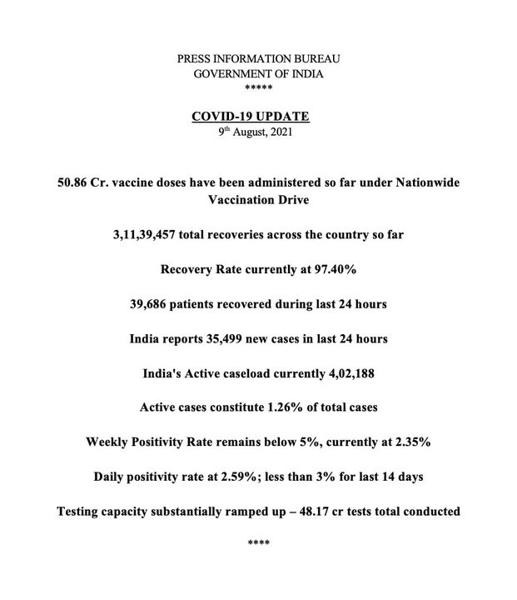 PRESS INFORMATION BUREAU
GOVERNMENT OF INDIA
*****
COVID-19 UPDATE
9th August, 2021
50.86 Cr. vaccine doses have been administered so far under Nationwide
Vaccination Drive
3,11,39,457 total recoveries across the country so far
Recovery Rate currently at 97.40%
39,686 patients recovered during last 24 hours
India reports 35,499 new cases in last 24 hours
India's Active caseload currently 4,02,188
Active cases constitute 1.26% of total cases
Weekly Positivity Rate remains below 5%, currently at 2.35%
Daily positivity rate at 2.59%; less than 3% for last 14 days
Testing capacity substantially ramped up – 48.17 cr tests total conducted
****